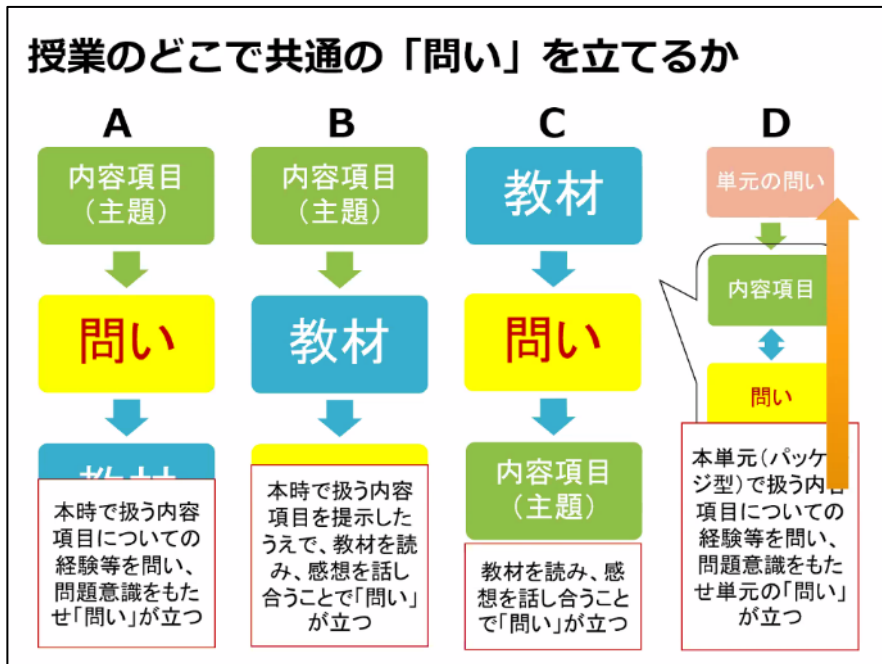 授業のどこで共通の「問い」を立てるか
A
内容項目
（主題）
問い
教材
本時で扱う内容
項目についての
経験等を問い、
問題意識をもた
せ「問い」が立つ
B
内容項目
（主題）
教材
本時で扱う内容
項目を提示した
うえで、教材を読
み、感想を話し
合うことで「問い」
が立つ
C
教材
問い
内容項目
（主題）
教材を読み、感
想を話し合うこと
で「問い」が立つ
D
単元の問い
内容項目
問い
本単元（パッケー
ジ型）で扱う内容
項目についての
経験等を問い、
問題意識をもた
せ単元の「問い」
が立つ